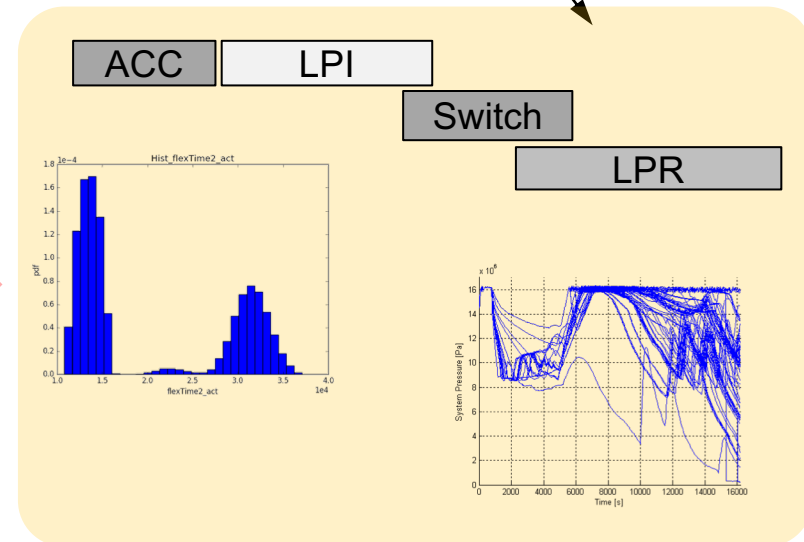 ACC
LPI
Switch
LPR
Hist_flexTime2_act
1e−4
pdf
1.8
1.6
1.4
1.2
1.0
0.8
0.6
0.4
0.2
0.0
1.0 1.5 2.0 2.5 3.0 3.5 4.0
1e4
flexTime2_act
x 10⁶
System Pressure [Pa]
16
14
12
10
8
6
4
2
0
0 2000 4000 6000 8000 10000 12000 14000 16000
Time [s]